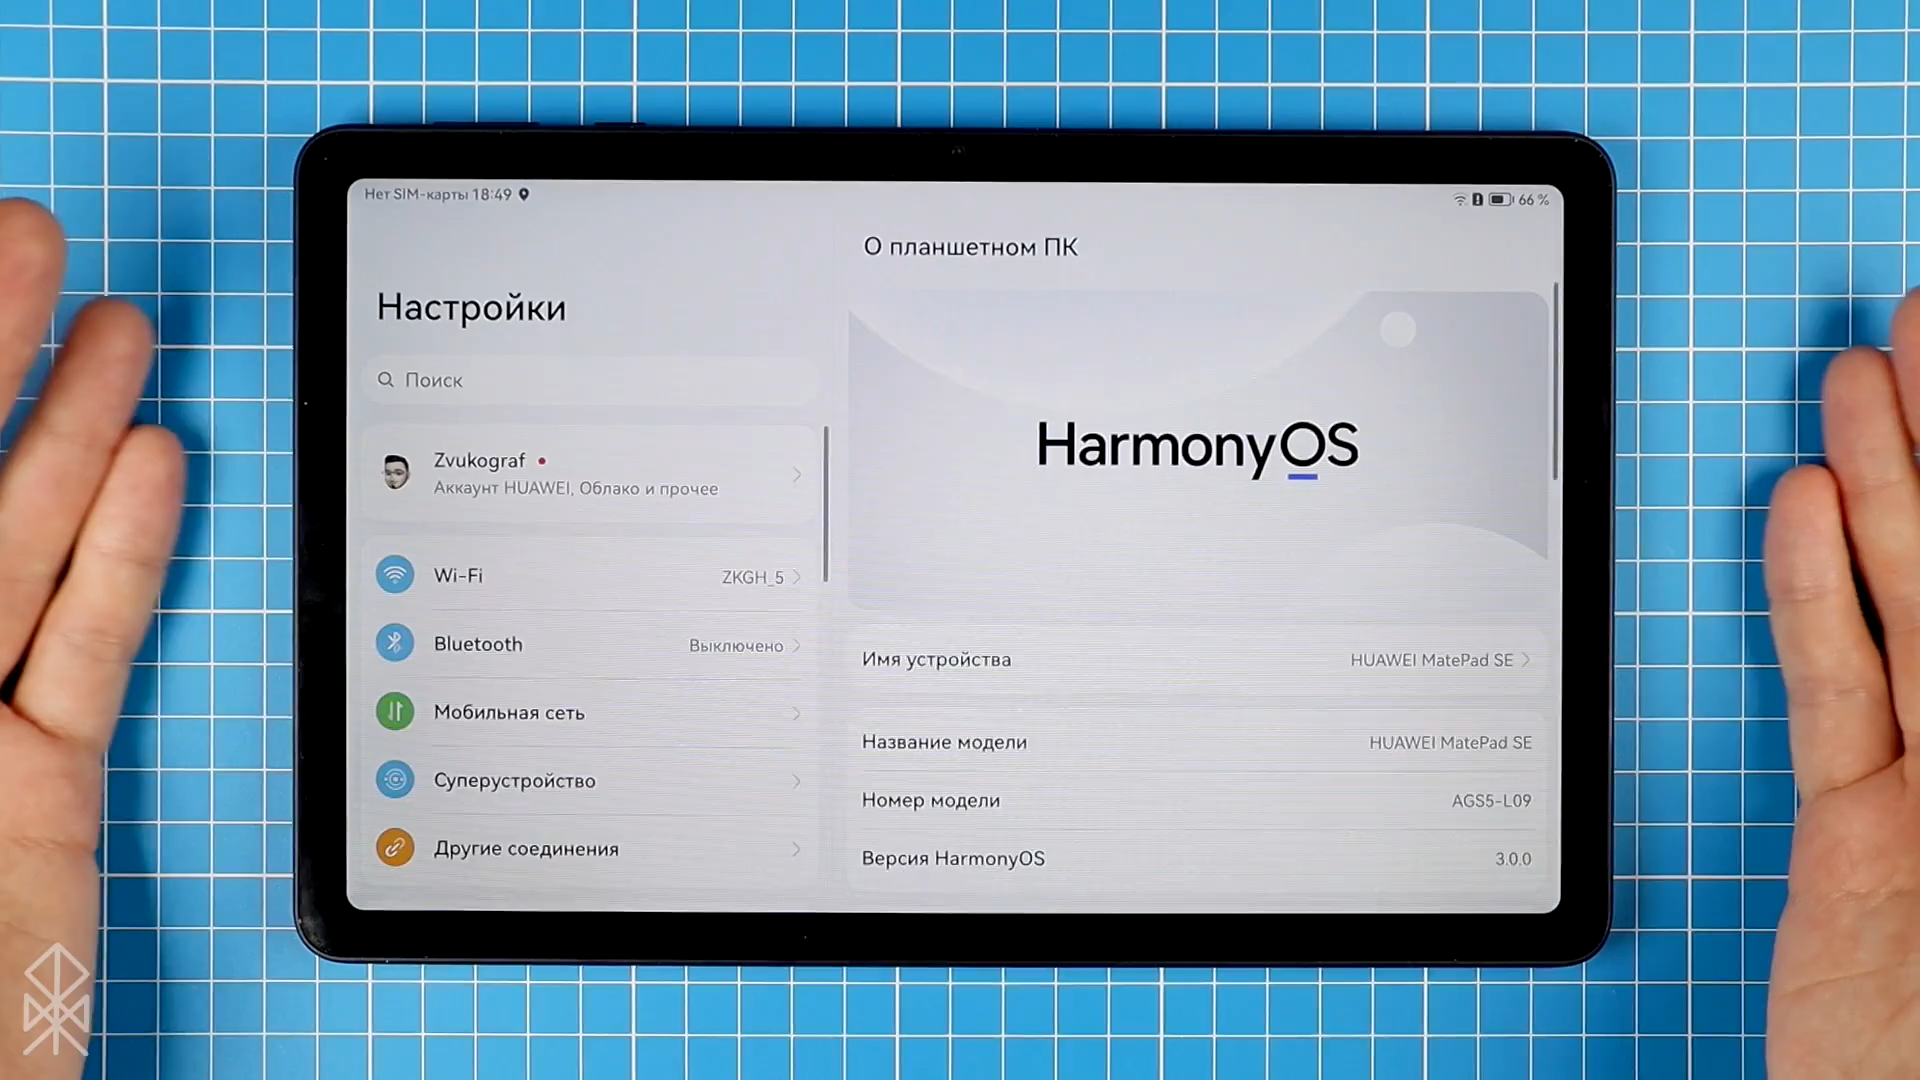 Нет SIM-карты 18:49
66 %
Настройки
Поиск
Zvukograf
Аккаунт HUAWEI, Облако и прочее
Wi-Fi
ZKGH_5
Bluetooth
Выключено
Мобильная сеть
Суперустройство
Другие соединения
О планшетном ПК
HarmonyOS
Имя устройства
HUAWEI MatePad SE
Название модели
HUAWEI MatePad SE
Номер модели
AGS5-L09
Версия HarmonyOS
3.0.0